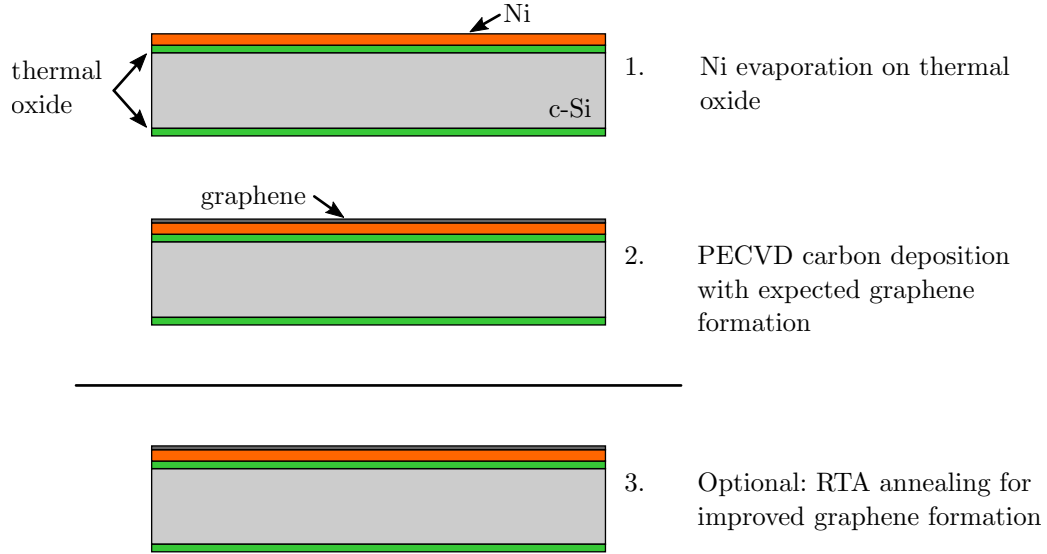 Ni
thermal
oxide
c-Si
1.
Ni evaporation on thermal
oxide
graphene
2.
PECVD carbon deposition
with expected graphene
formation
3.
Optional: RTA annealing for
improved graphene formation